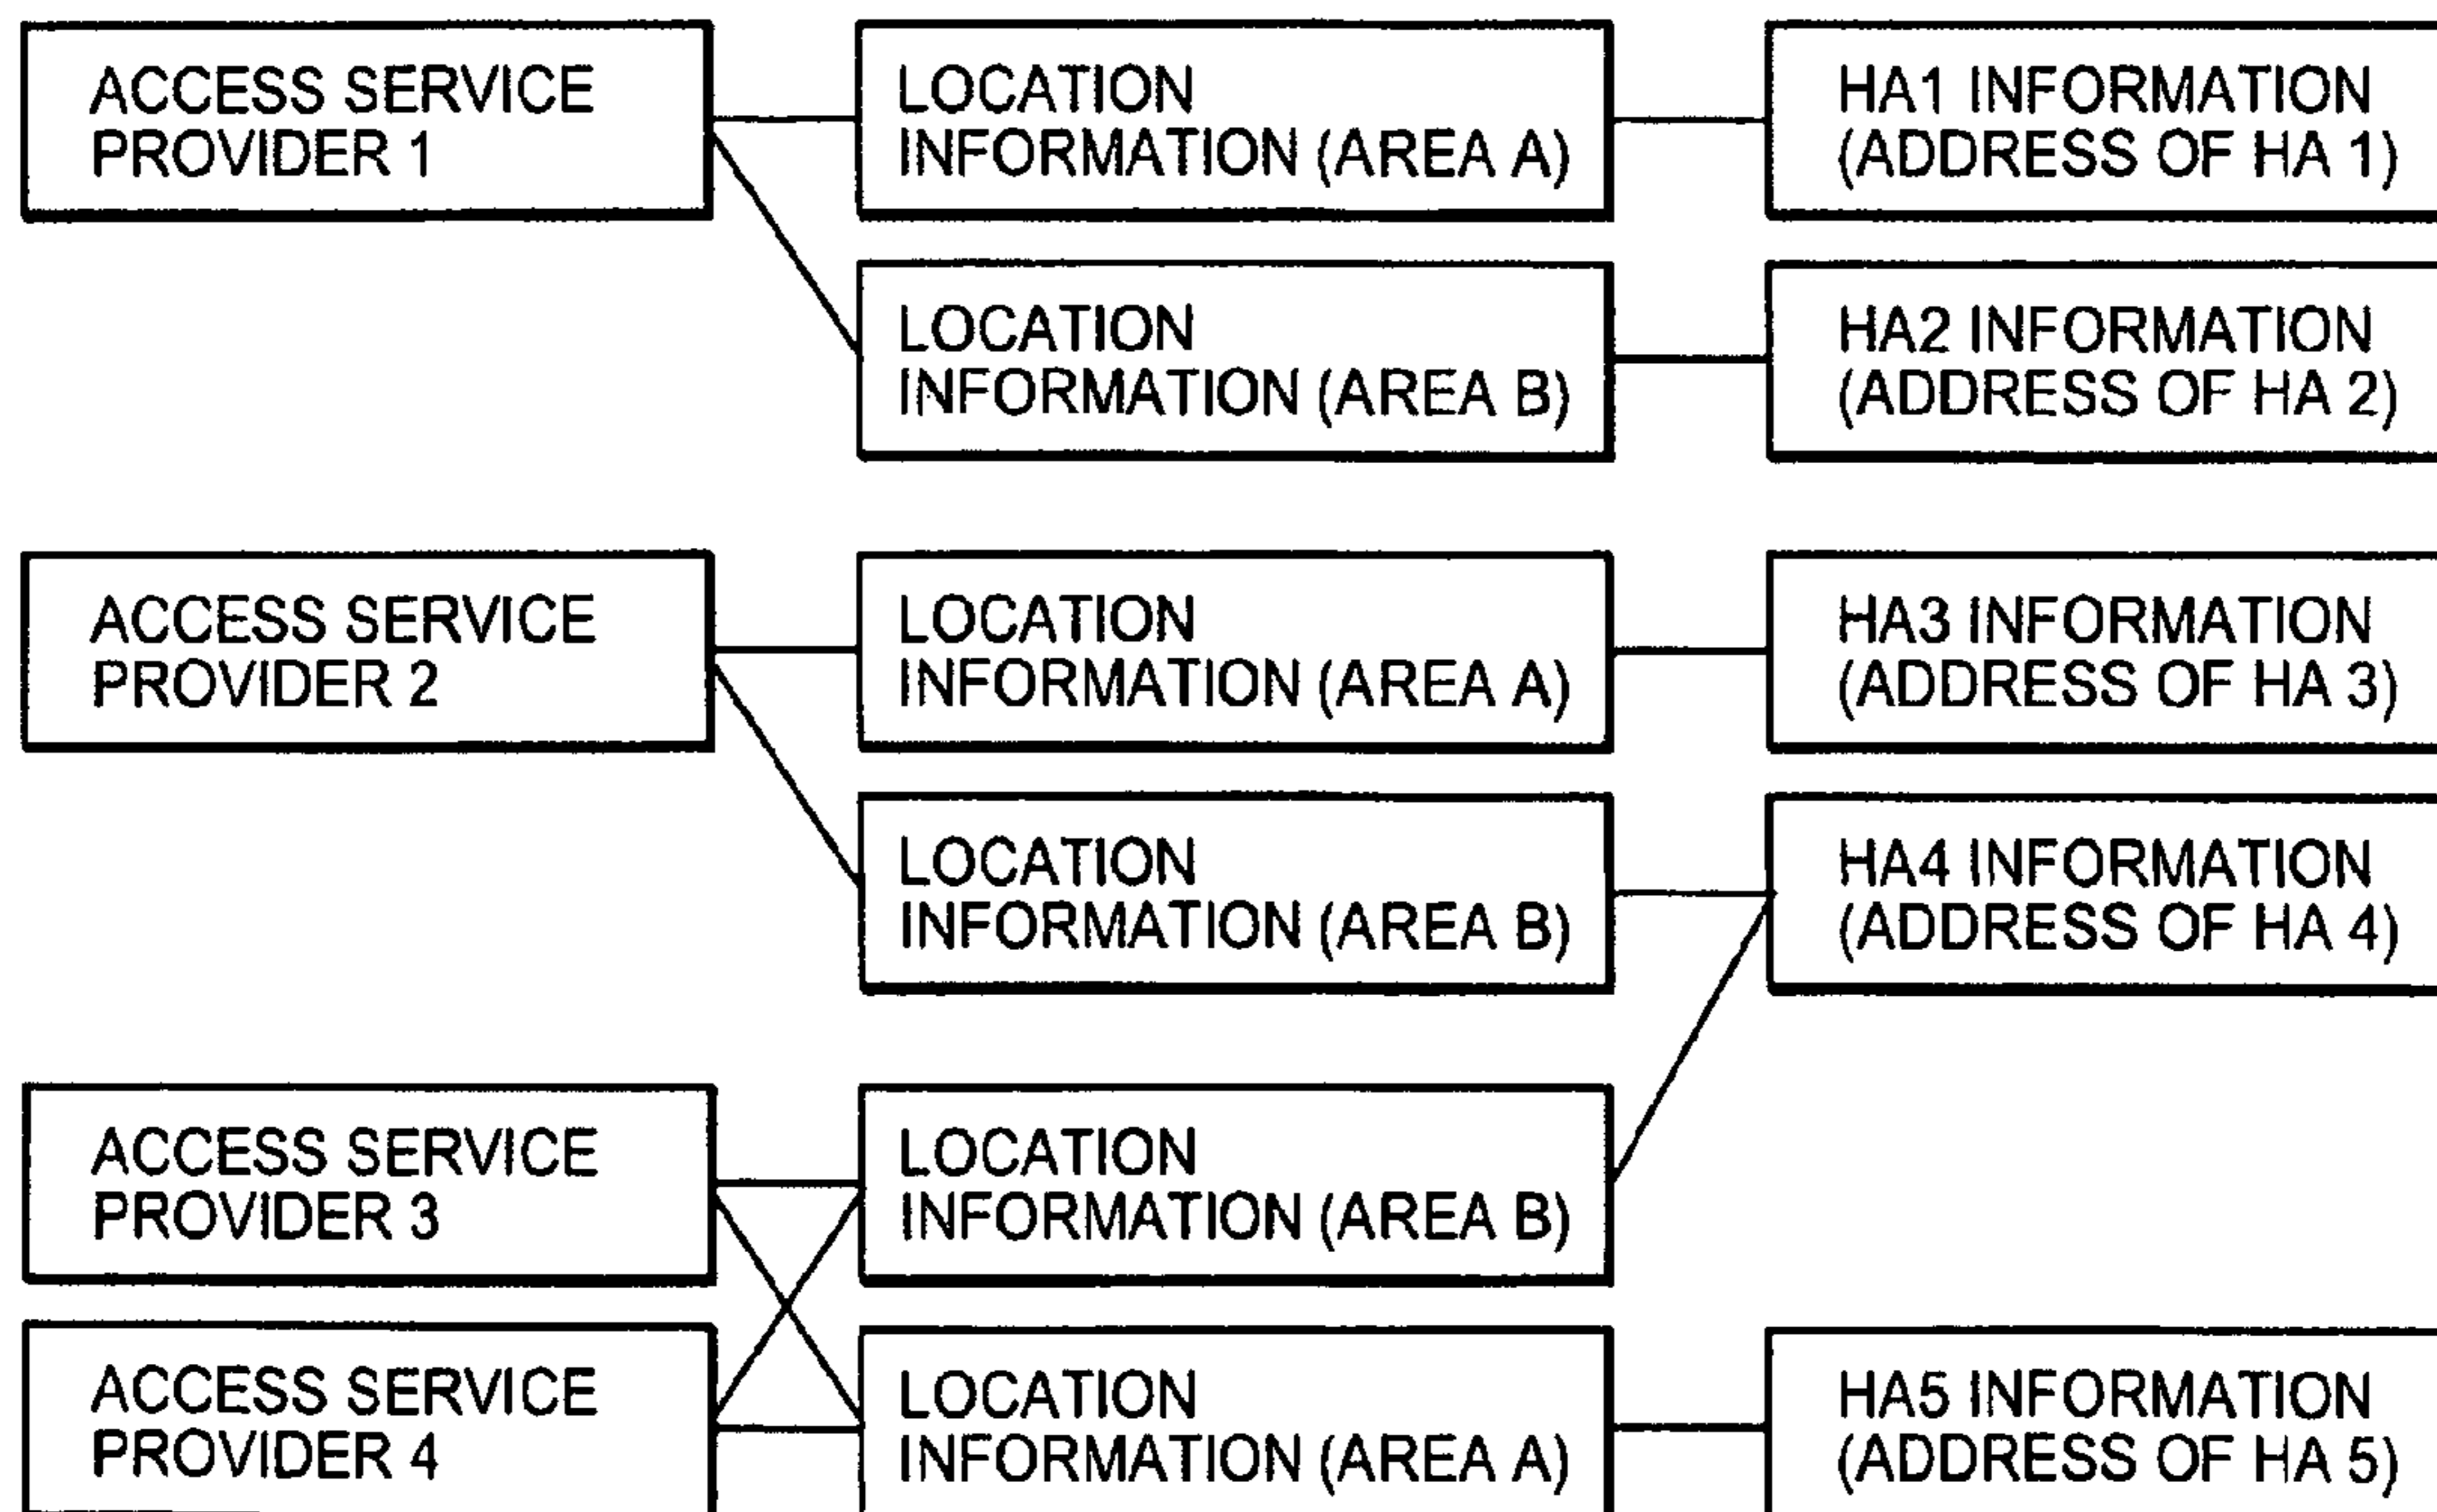 ACCESS SERVICE
PROVIDER 1
LOCATION
INFORMATION (AREA A)
HA1 INFORMATION
(ADDRESS OF HA 1)
LOCATION
INFORMATION (AREA B)
HA2 INFORMATION
(ADDRESS OF HA 2)
ACCESS SERVICE
PROVIDER 2
LOCATION
INFORMATION (AREA A)
HA3 INFORMATION
(ADDRESS OF HA 3)
LOCATION
INFORMATION (AREA B)
HA4 INFORMATION
(ADDRESS OF HA 4)
ACCESS SERVICE
PROVIDER 3
LOCATION
INFORMATION (AREA B)
ACCESS SERVICE
PROVIDER 4
LOCATION
INFORMATION (AREA A)
HA5 INFORMATION
(ADDRESS OF HA 5)